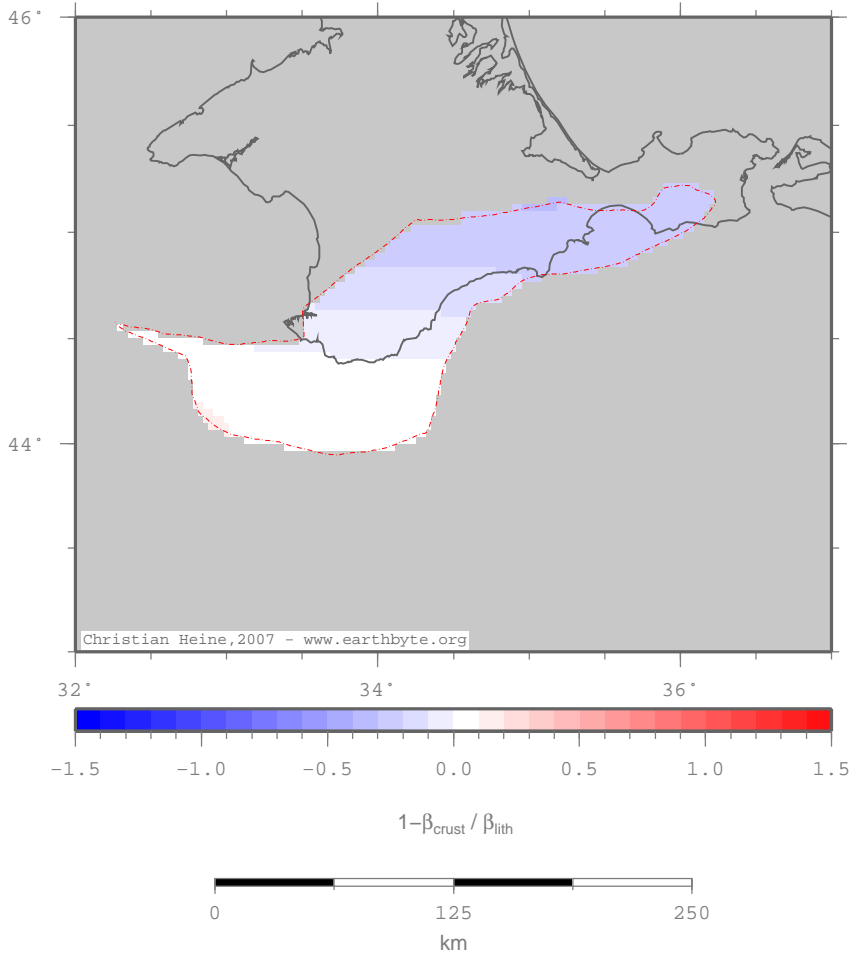 46˚
44˚
Christian Heine,2007 - www.earthbyte.org
32˚ 34˚ 36˚
−1.5 −1.0 −0.5 0.0 0.5 1.0 1.5
1−βcrust / βlith
0 125 250
km